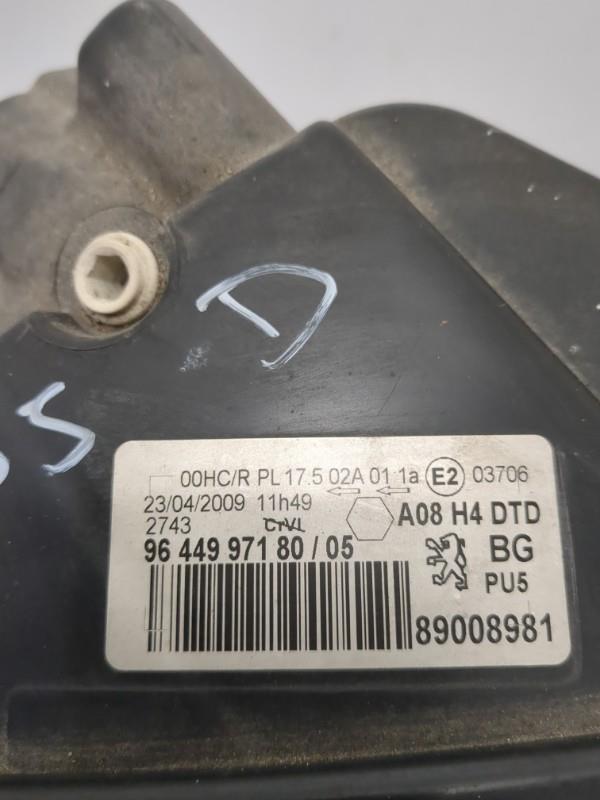 D
00HC/R PL 17.5 02A 01 1a E2 03706
23/04/2009 11h49
2743
A08 H4 DTD
96 449 971 80 / 05
BG
PU5
89008981